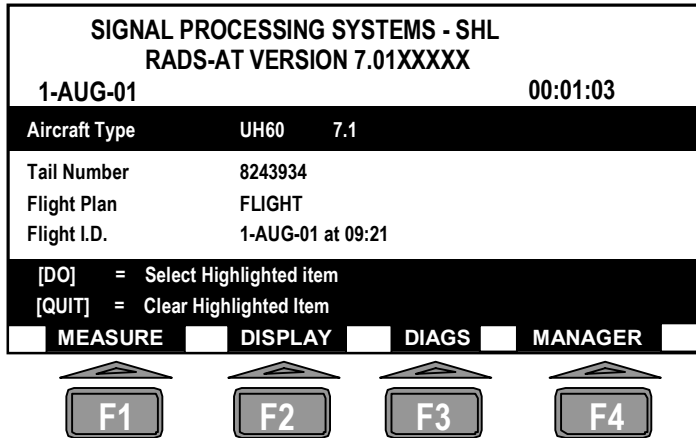 SIGNAL PROCESSING SYSTEMS - SHL
RADS-AT VERSION 7.01XXXXX
1-AUG-01 00:01:03
Aircraft Type UH60 7.1
Tail Number 8243934
Flight Plan FLIGHT
Flight I.D. 1-AUG-01 at 09:21
[DO] = Select Highlighted item
[QUIT] = Clear Highlighted Item
MEASURE DISPLAY DIAGS MANAGER
F1 F2 F3 F4